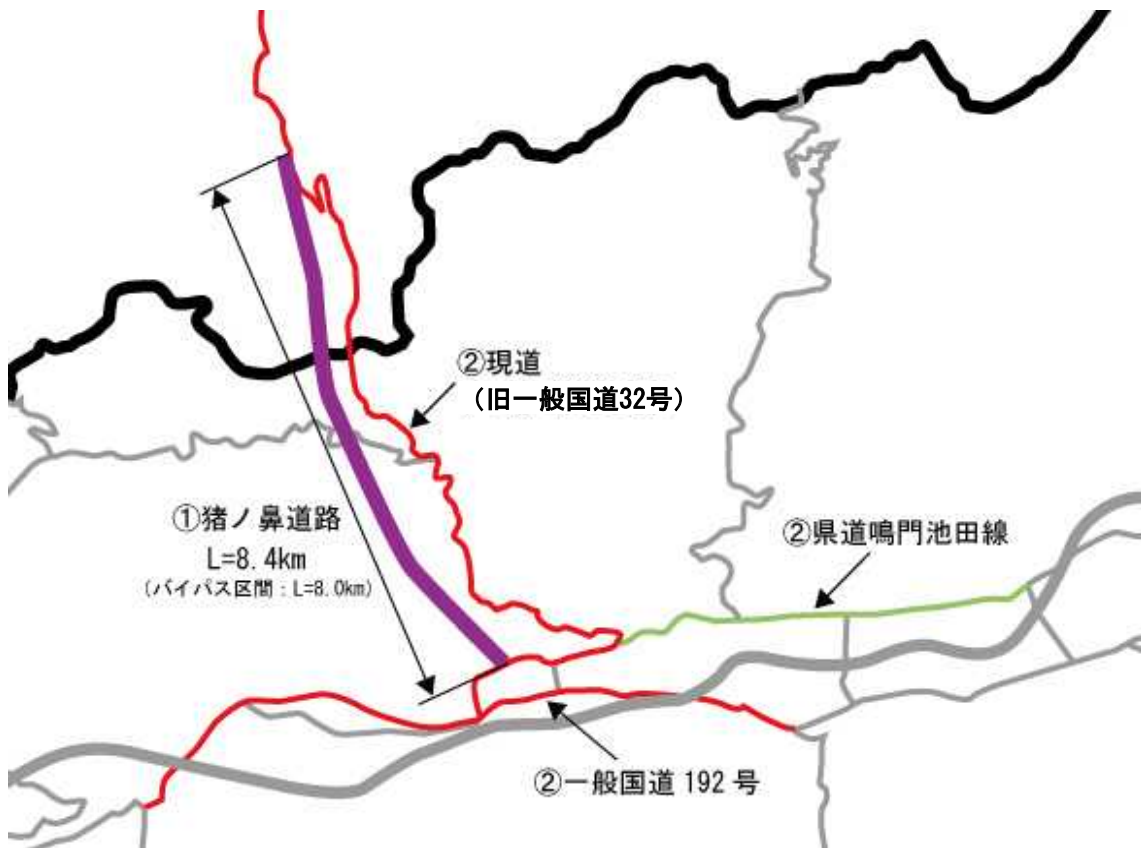 ②現道
（旧一般国道32号）
①猪ノ鼻道路
L=8.4km
（バイパス区間：L=8.0km）
②県道鳴門池田線
②一般国道 192 号